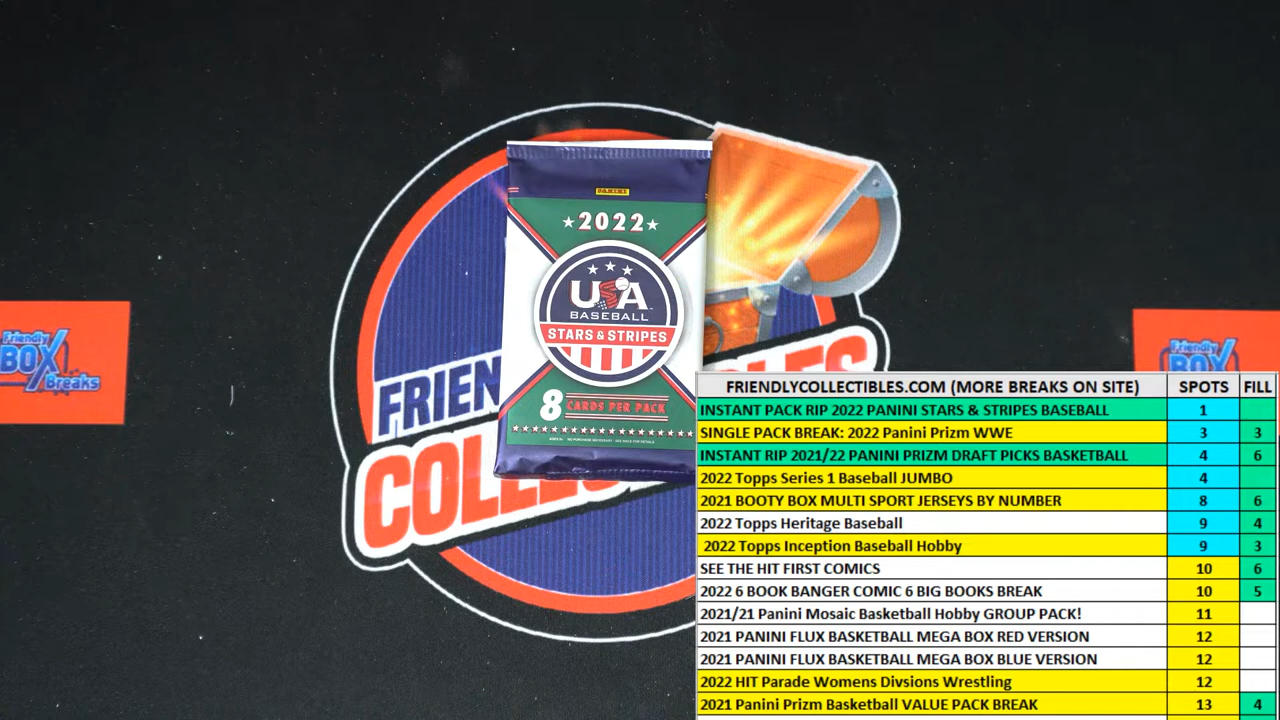 PANINI
2022
USA
BASEBALL
STARS & STRIPES
8 CARDS PER PACK
FRIEN
COLLE
LES
Friendly
BOX
Breaks
Friendly
BOX
FRIENDLYCOLLECTIBLES.COM (MORE BREAKS ON SITE) SPOTS FILL
INSTANT PACK RIP 2022 PANINI STARS & STRIPES BASEBALL 1
SINGLE PACK BREAK: 2022 Panini Prizm WWE 3 3
INSTANT RIP 2021/22 PANINI PRIZM DRAFT PICKS BASKETBALL 4 6
2022 Topps Series 1 Baseball JUMBO 4
2021 BOOTY BOX MULTI SPORT JERSEYS BY NUMBER 8 6
2022 Topps Heritage Baseball 9 4
2022 Topps Inception Baseball Hobby 9 3
SEE THE HIT FIRST COMICS 10 6
2022 6 BOOK BANGER COMIC 6 BIG BOOKS BREAK 10 5
2021/21 Panini Mosaic Basketball Hobby GROUP PACK! 11
2021 PANINI FLUX BASKETBALL MEGA BOX RED VERSION 12
2021 PANINI FLUX BASKETBALL MEGA BOX BLUE VERSION 12
2022 HIT Parade Womens Divsions Wrestling 12
2021 Panini Prizm Basketball VALUE PACK BREAK 13 4